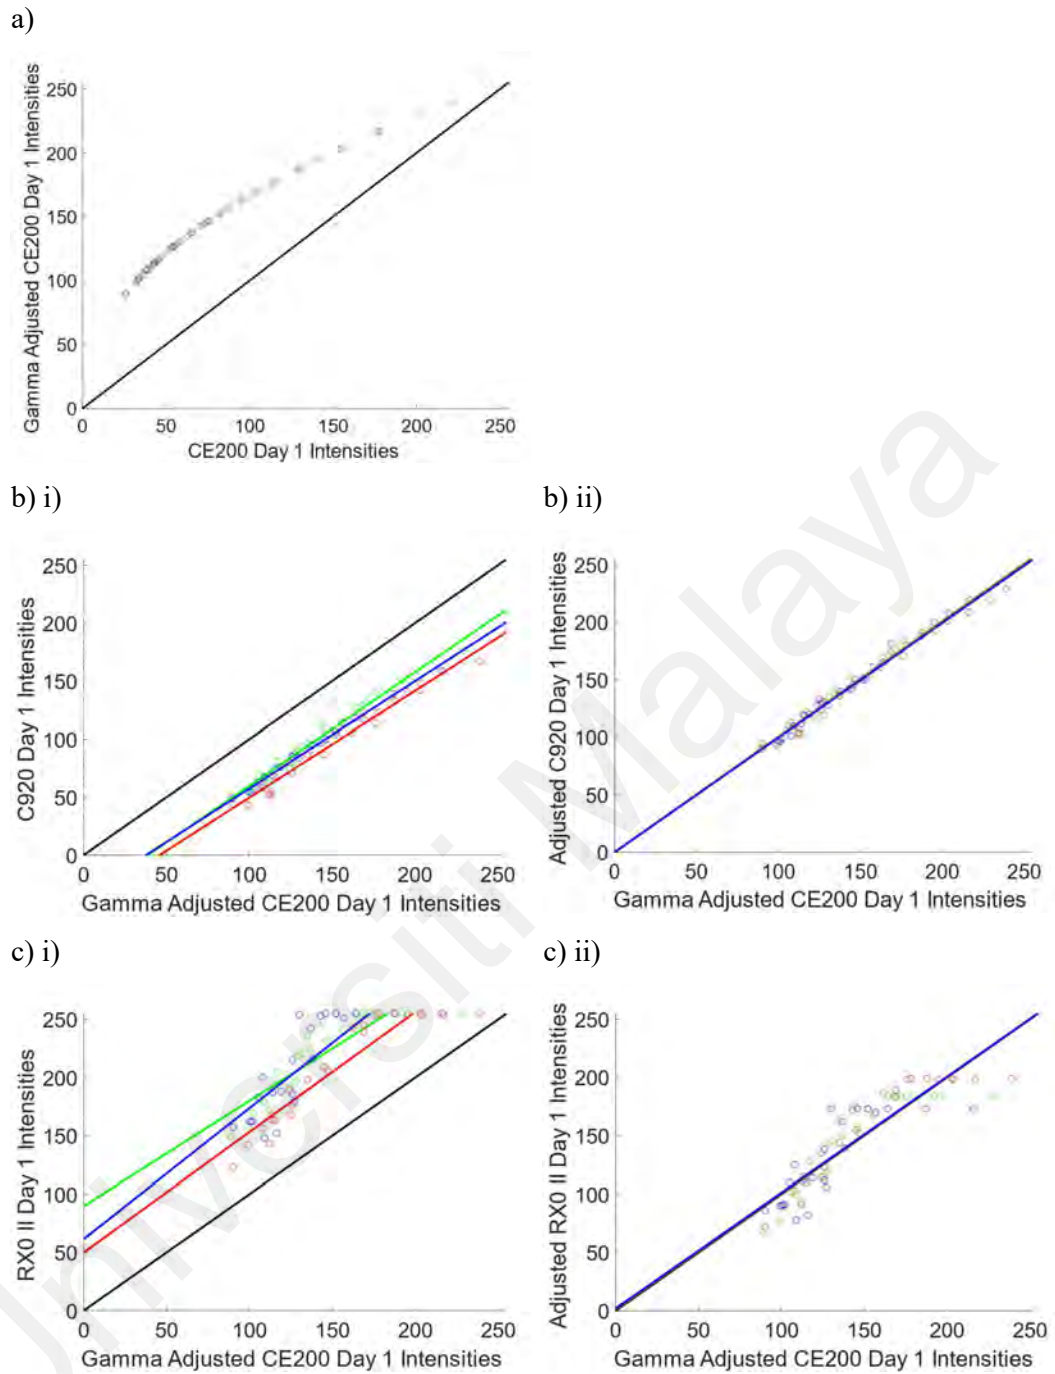 a)
Gamma Adjusted CE200 Day 1 Intensities
250
200
150
100
50
0
0 50 100 150 200 250
CE200 Day 1 Intensities
b) i)
b) ii)
C920 Day 1 Intensities
250
200
150
100
50
0
0 50 100 150 200 250
Gamma Adjusted CE200 Day 1 Intensities
Adjusted C920 Day 1 Intensities
250
200
150
100
50
0
0 50 100 150 200 250
Gamma Adjusted CE200 Day 1 Intensities
c) i)
c) ii)
RX0 II Day 1 Intensities
250
200
150
100
50
0
0 50 100 150 200 250
Gamma Adjusted CE200 Day 1 Intensities
Adjusted RX0 II Day 1 Intensities
250
200
150
100
50
0
0 50 100 150 200 250
Gamma Adjusted CE200 Day 1 Intensities
Universiti Malaya